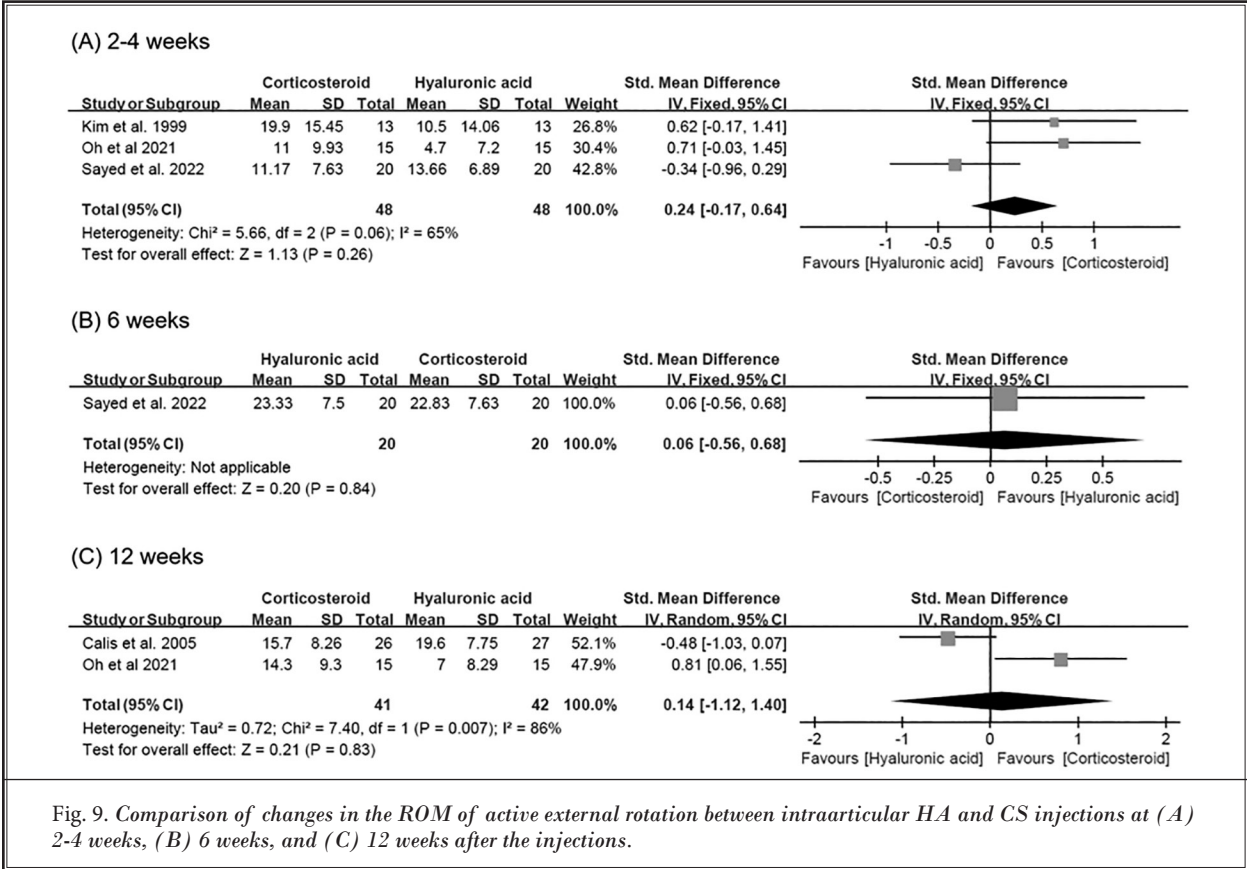 (A) 2-4 weeks
Corticosteroid Hyaluronic acid Std. Mean Difference Std. Mean Difference
Study or Subgroup Mean SD Total Mean SD Total Weight IV, Fixed, 95% CI IV, Fixed, 95% CI
Kim et al. 1999 19.9 15.45 13 10.5 14.06 13 26.8% 0.62 [-0.17, 1.41]
Oh et al 2021 11 9.93 15 4.7 7.2 15 30.4% 0.71 [-0.03, 1.45]
Sayed et al. 2022 11.17 7.63 20 13.66 6.89 20 42.8% -0.34 [-0.96, 0.29]
Total (95% CI) 48 48 100.0% 0.24 [-0.17, 0.64]
Heterogeneity: Chi² = 5.66, df = 2 (P = 0.06); I² = 65%
Test for overall effect: Z = 1.13 (P = 0.26)
-1 -0.5 0 0.5 1
Favours [Hyaluronic acid] Favours [Corticosteroid]
(B) 6 weeks
Hyaluronic acid Corticosteroid Std. Mean Difference Std. Mean Difference
Study or Subgroup Mean SD Total Mean SD Total Weight IV, Fixed, 95% CI IV, Fixed, 95% CI
Sayed et al. 2022 23.33 7.5 20 22.83 7.63 20 100.0% 0.06 [-0.56, 0.68]
Total (95% CI) 20 20 100.0% 0.06 [-0.56, 0.68]
Heterogeneity: Not applicable
Test for overall effect: Z = 0.20 (P = 0.84)
-0.5 -0.25 0 0.25 0.5
Favours [Corticosteroid] Favours [Hyaluronic acid]
(C) 12 weeks
Corticosteroid Hyaluronic acid Std. Mean Difference Std. Mean Difference
Study or Subgroup Mean SD Total Mean SD Total Weight IV, Random, 95% CI IV, Random, 95% CI
Calis et al. 2005 15.7 8.26 26 19.6 7.75 27 52.1% -0.48 [-1.03, 0.07]
Oh et al 2021 14.3 9.3 15 7 8.29 15 47.9% 0.81 [0.06, 1.55]
Total (95% CI) 41 42 100.0% 0.14 [-1.12, 1.40]
Heterogeneity: Tau² = 0.72; Chi² = 7.40, df = 1 (P = 0.007); I² = 86%
Test for overall effect: Z = 0.21 (P = 0.83)
-2 -1 0 1 2
Favours [Hyaluronic acid] Favours [Corticosteroid]
Fig. 9. Comparison of changes in the ROM of active external rotation between intraarticular HA and CS injections at (A)
2-4 weeks, (B) 6 weeks, and (C) 12 weeks after the injections.